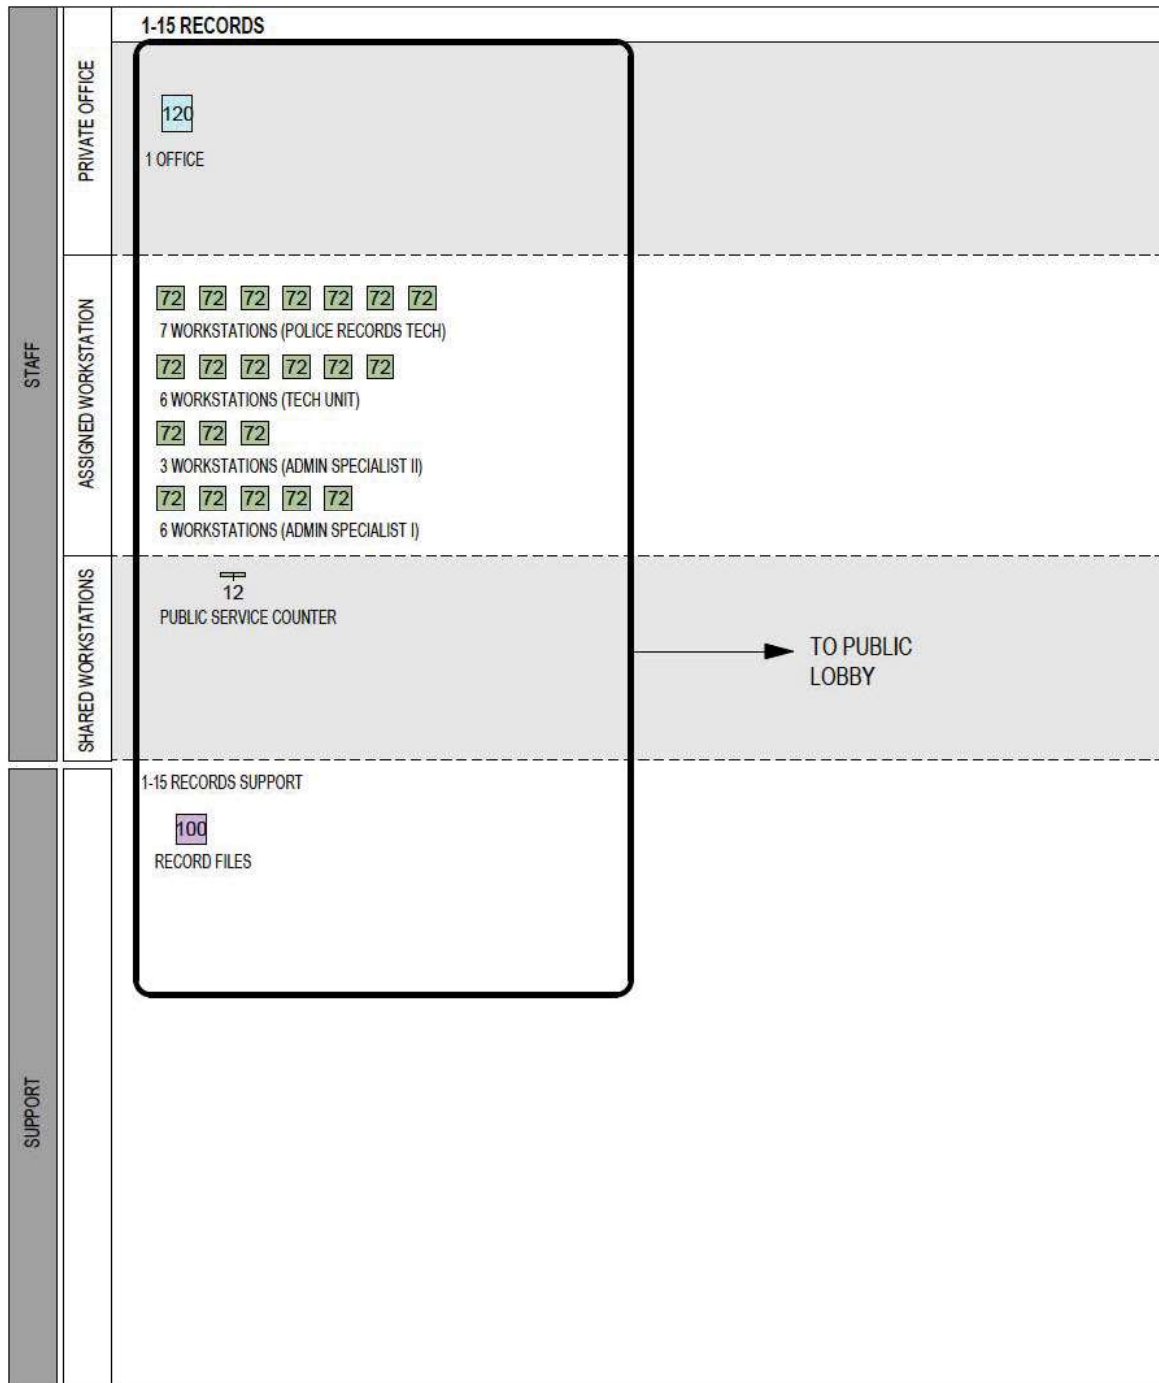 1-15 RECORDS
STAFF
PRIVATE OFFICE
120
1 OFFICE
ASSIGNED WORKSTATION
72 72 72 72 72 72 72
7 WORKSTATIONS (POLICE RECORDS TECH)
72 72 72 72 72 72
6 WORKSTATIONS (TECH UNIT)
72 72 72
3 WORKSTATIONS (ADMIN SPECIALIST II)
72 72 72 72 72
6 WORKSTATIONS (ADMIN SPECIALIST I)
SHARED WORKSTATIONS
12
PUBLIC SERVICE COUNTER
TO PUBLIC
LOBBY
SUPPORT
1-15 RECORDS SUPPORT
100
RECORD FILES